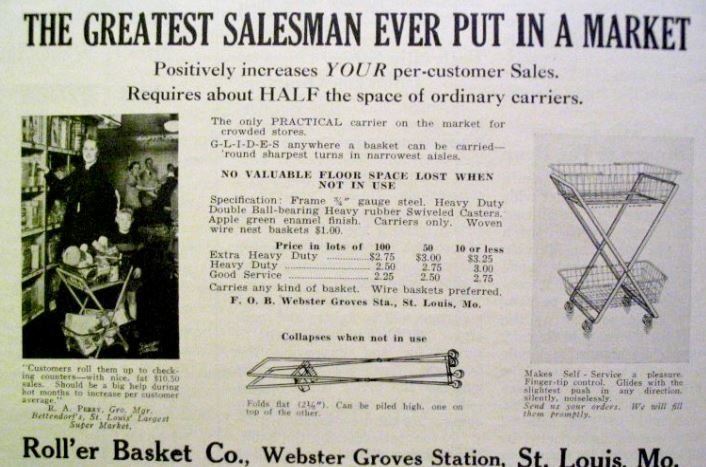 THE GREATEST SALESMAN EVER PUT IN A MARKET
Positively increases YOUR per-customer Sales.
Requires about HALF the space of ordinary carriers.
The only PRACTICAL carrier on the market for
crowded stores.
G-L-I-D-E-S anywhere a basket can be carried—
'round sharpest turns in narrowest aisles.
NO VALUABLE FLOOR SPACE LOST WHEN
NOT IN USE
Specification: Frame ¾" gauge steel. Heavy Duty
Double Ball-bearing Heavy rubber Swiveled Casters.
Apple green enamel finish. Carriers only. Woven
wire nest baskets $1.00.
Price in lots of 100 50 10 or less
Extra Heavy Duty ............... $2.75 $3.00 $3.25
Heavy Duty ............... 2.50 2.75 3.00
Good Service ............... 2.25 2.50 2.75
Carries any kind of basket. Wire baskets preferred.
F. O. B. Webster Groves Sta., St. Louis, Mo.
Collapses when not in use
Folds flat (2½"). Can be piled high, one on
top of the other.
"Customers roll them up to check-
ing counters—with nice, fat $10.50
sales. Should be a big help during
hot months to increase per customer
average."
R. A. Perry, Gro. Mgr.
Bettendorf's, St. Louis' Largest
Super Market.
Makes Self-Service a pleasure.
Finger-tip control. Glides with the
slightest push in any direction,
silently, noiselessly.
Send us your orders. We will fill
them promptly.
Roll'er Basket Co., Webster Groves Station, St. Louis, Mo.